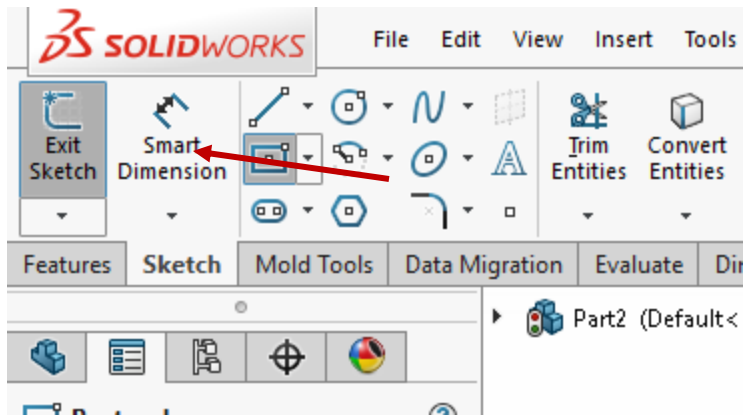 SOLIDWORKS
File Edit View Insert Tools
Exit Sketch
Smart Dimension
Trim Entities
Convert Entities
Features Sketch Mold Tools Data Migration Evaluate
Part2 (Default<